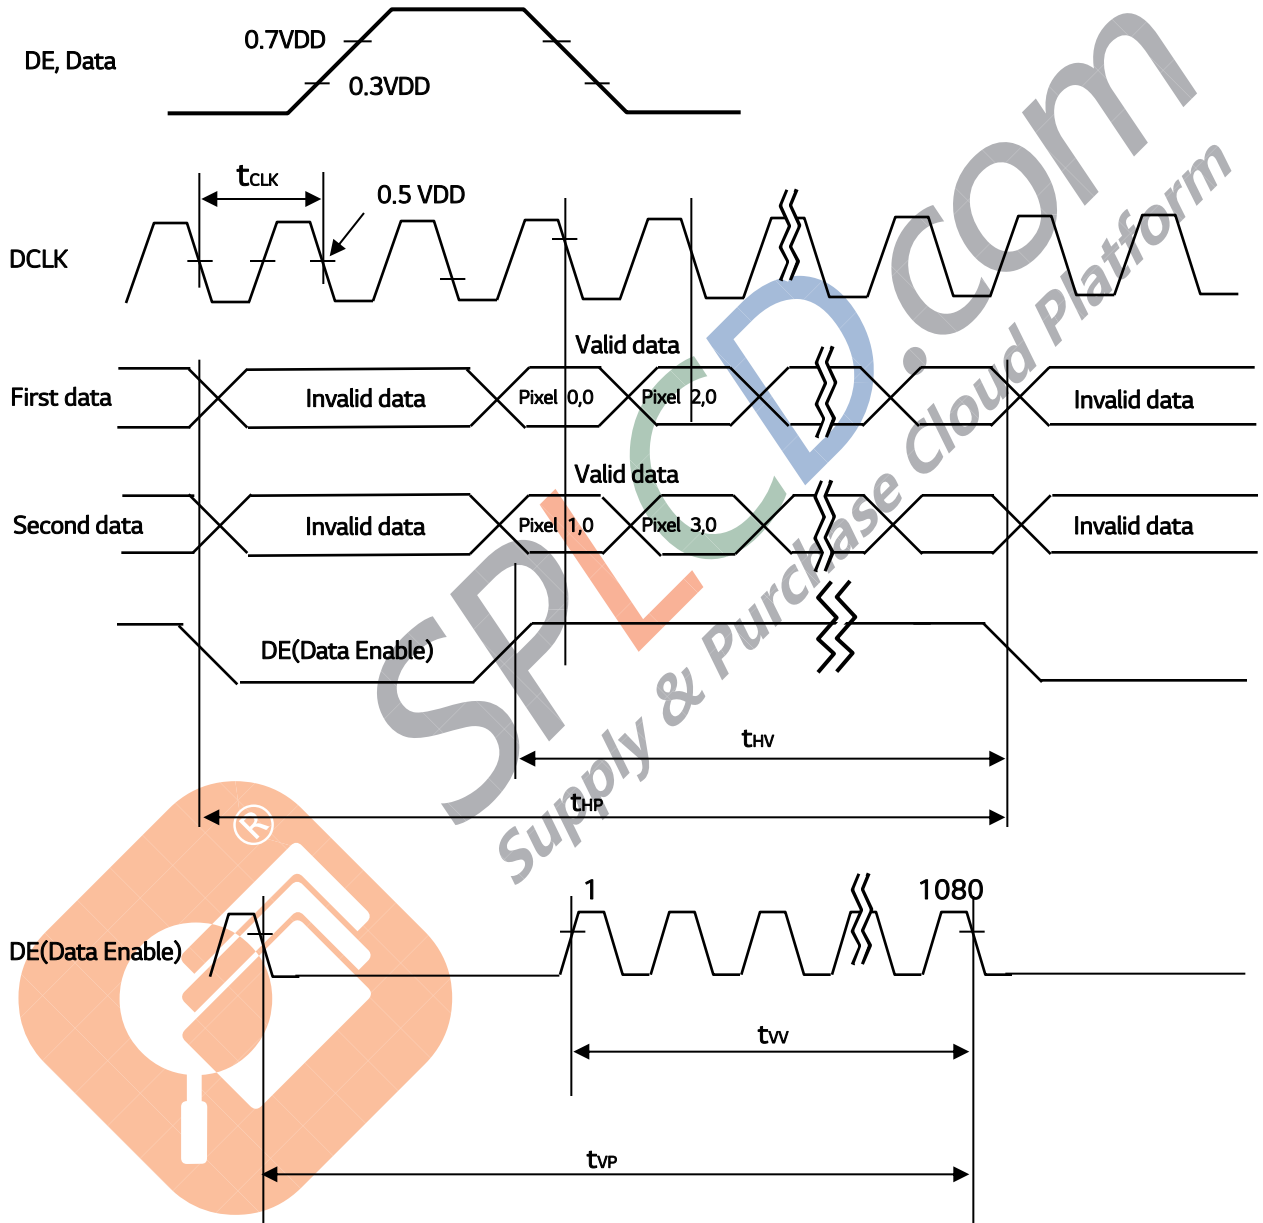 0.7VDD
DE, Data
0.3VDD
tCLK
0.5 VDD
DCLK
Valid data
First data
Invalid data
Pixel 0,0
Pixel 2,0
Invalid data
Valid data
Second data
Invalid data
Pixel 1,0
Pixel 3,0
Invalid data
DE(Data Enable)
tHV
tHP
1
1080
DE(Data Enable)
tVV
tVP
SPLCD.com
Supply & Purchase Cloud Platform
®